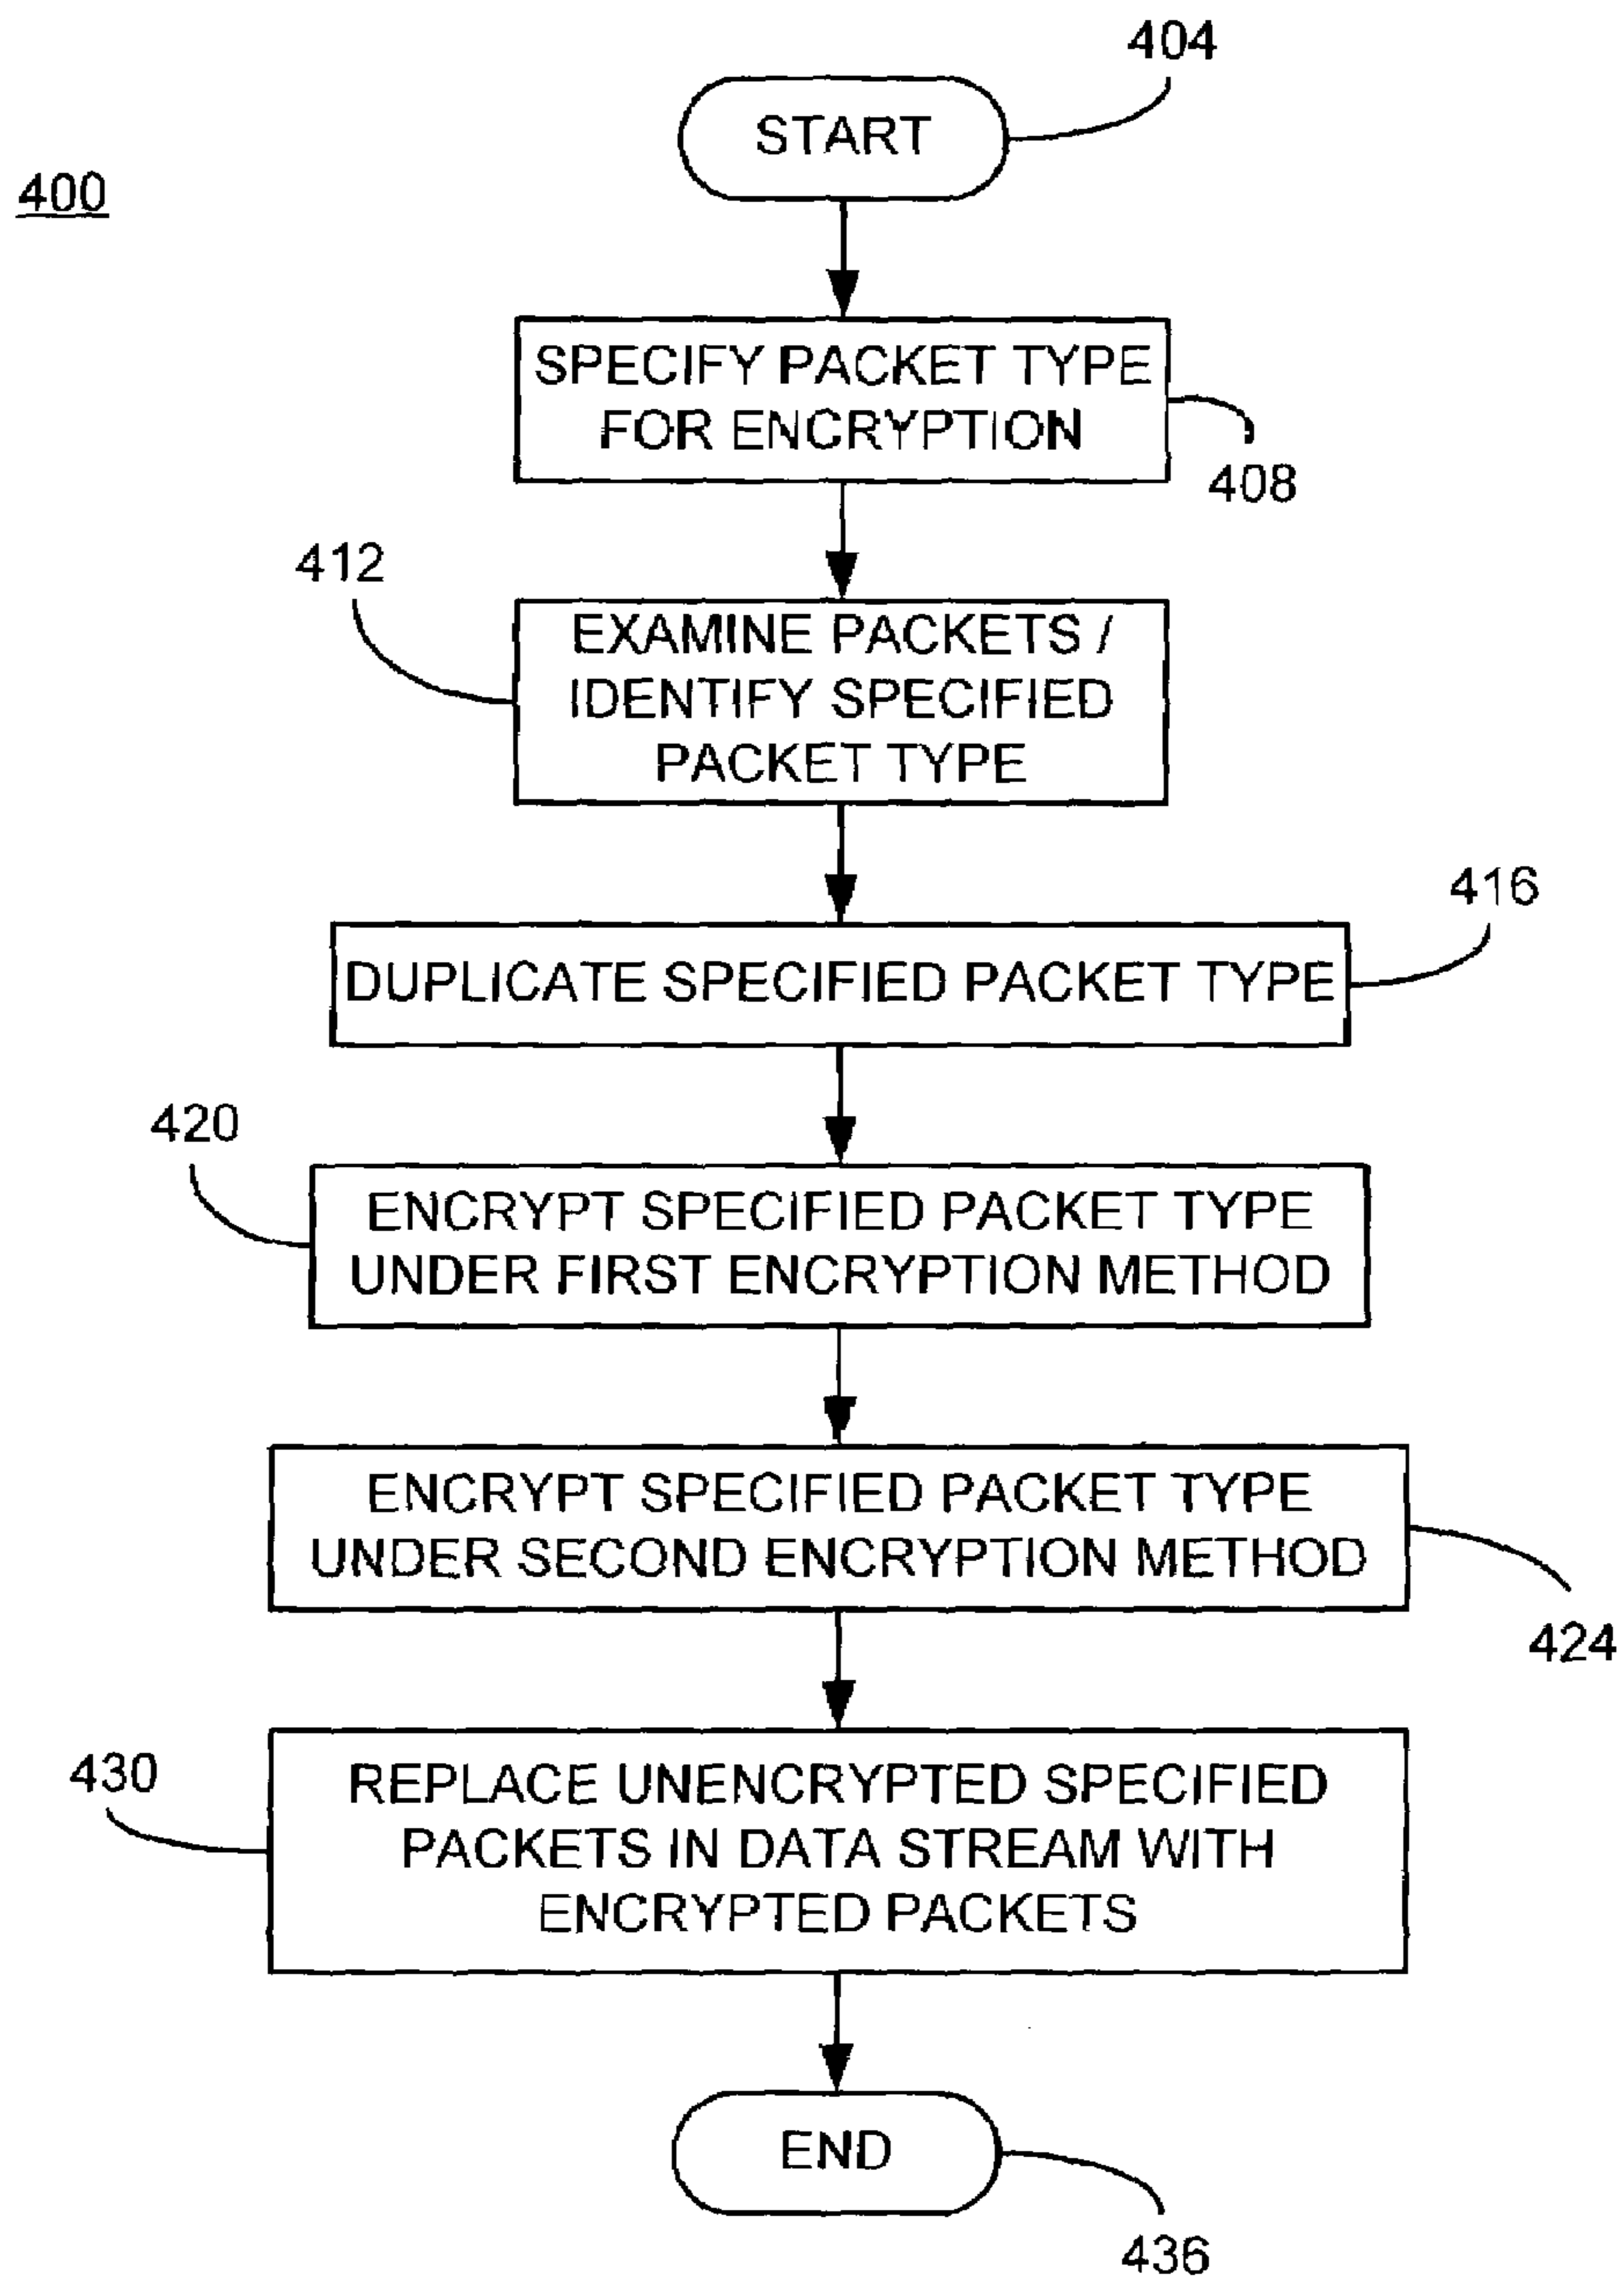 404
START
400
SPECIFY PACKET TYPE
FOR ENCRYPTION
408
412
EXAMINE PACKETS /
IDENTIFY SPECIFIED
PACKET TYPE
416
DUPLICATE SPECIFIED PACKET TYPE
420
ENCRYPT SPECIFIED PACKET TYPE
UNDER FIRST ENCRYPTION METHOD
ENCRYPT SPECIFIED PACKET TYPE
UNDER SECOND ENCRYPTION METHOD
424
430
REPLACE UNENCRYPTED SPECIFIED
PACKETS IN DATA STREAM WITH
ENCRYPTED PACKETS
END
436